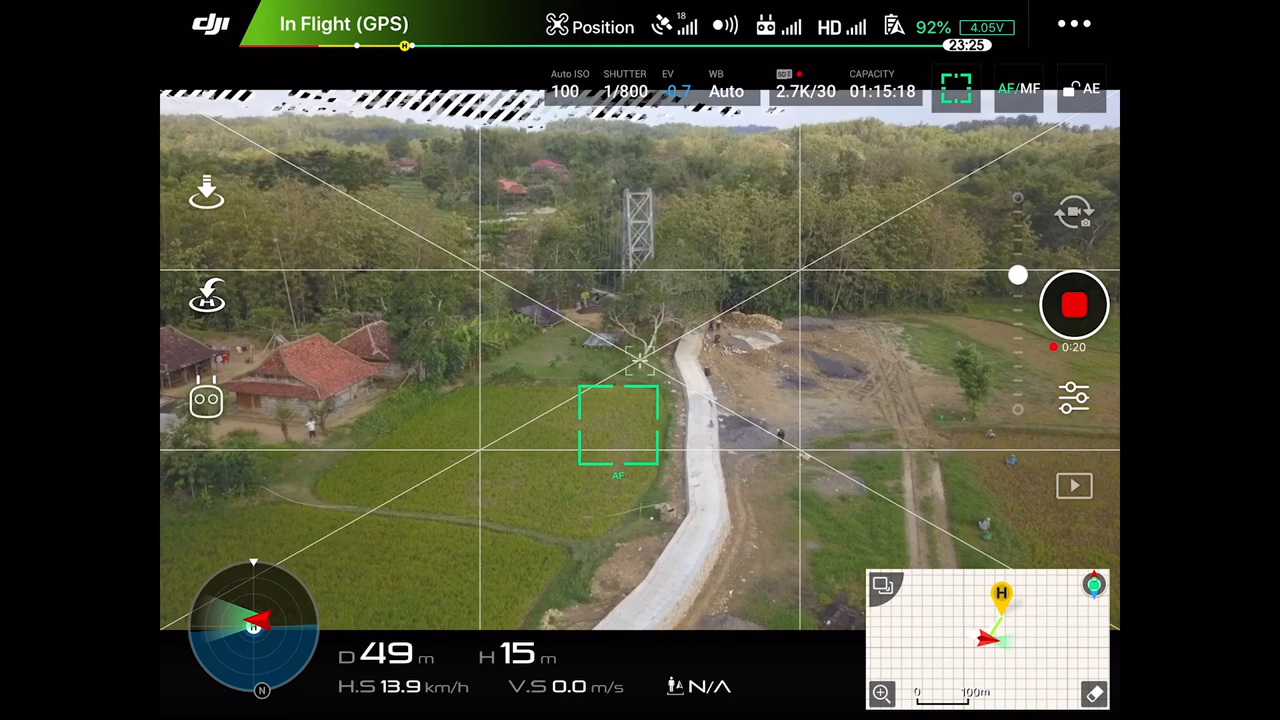 dji
In Flight (GPS)
Position
18
HD
92%
4.05V
23:25
Auto ISO
100
SHUTTER
1/800
EV
-0.7
WB
Auto
SD
2.7K/30
CAPACITY
01:15:18
AF/MF
AE
H
0:20
AF
H
N
D 49 m
H 15 m
H.S 13.9 km/h
V.S 0.0 m/s
N/A
H
0
100m